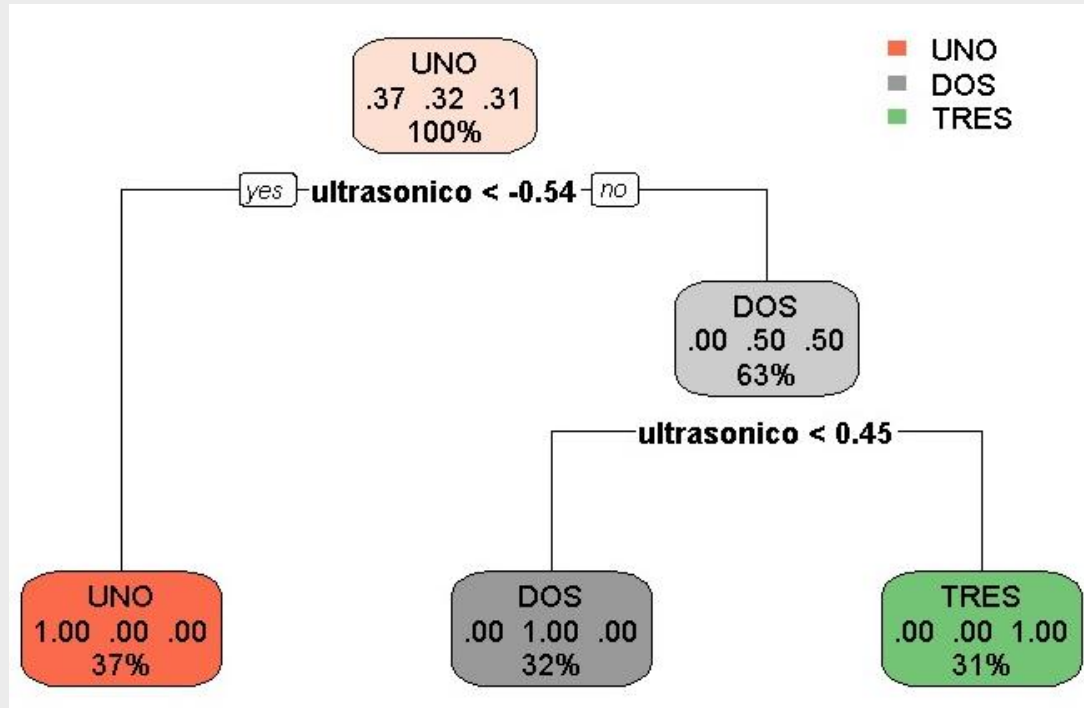 UNO
.37 .32 .31
100%
UNO
DOS
TRES
yes ultrasonico < -0.54 no
DOS
.00 .50 .50
63%
ultrasonico < 0.45
UNO
1.00 .00 .00
37%
DOS
.00 1.00 .00
32%
TRES
.00 .00 1.00
31%